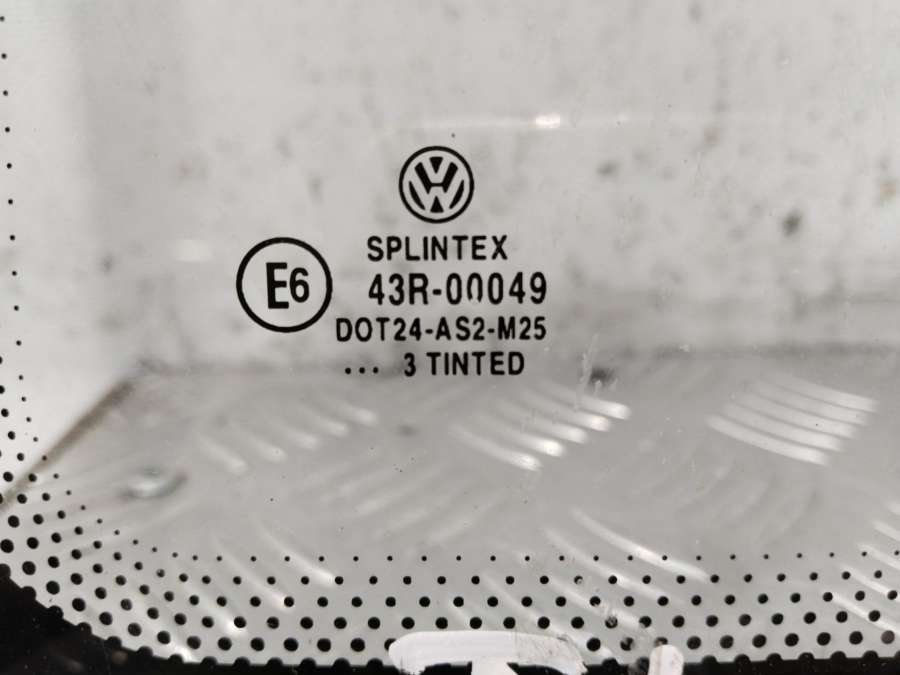 SPLINTEX
E6
43R-00049
DOT24-AS2-M25
... 3 TINTED